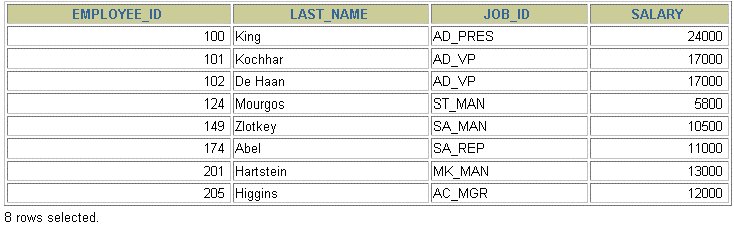 EMPLOYEE_ID LAST_NAME JOB_ID SALARY
100 King AD_PRES 24000
101 Kochhar AD_VP 17000
102 De Haan AD_VP 17000
124 Mourgos ST_MAN 5800
149 Zlotkey SA_MAN 10500
174 Abel SA_REP 11000
201 Hartstein MK_MAN 13000
205 Higgins AC_MGR 12000
8 rows selected.